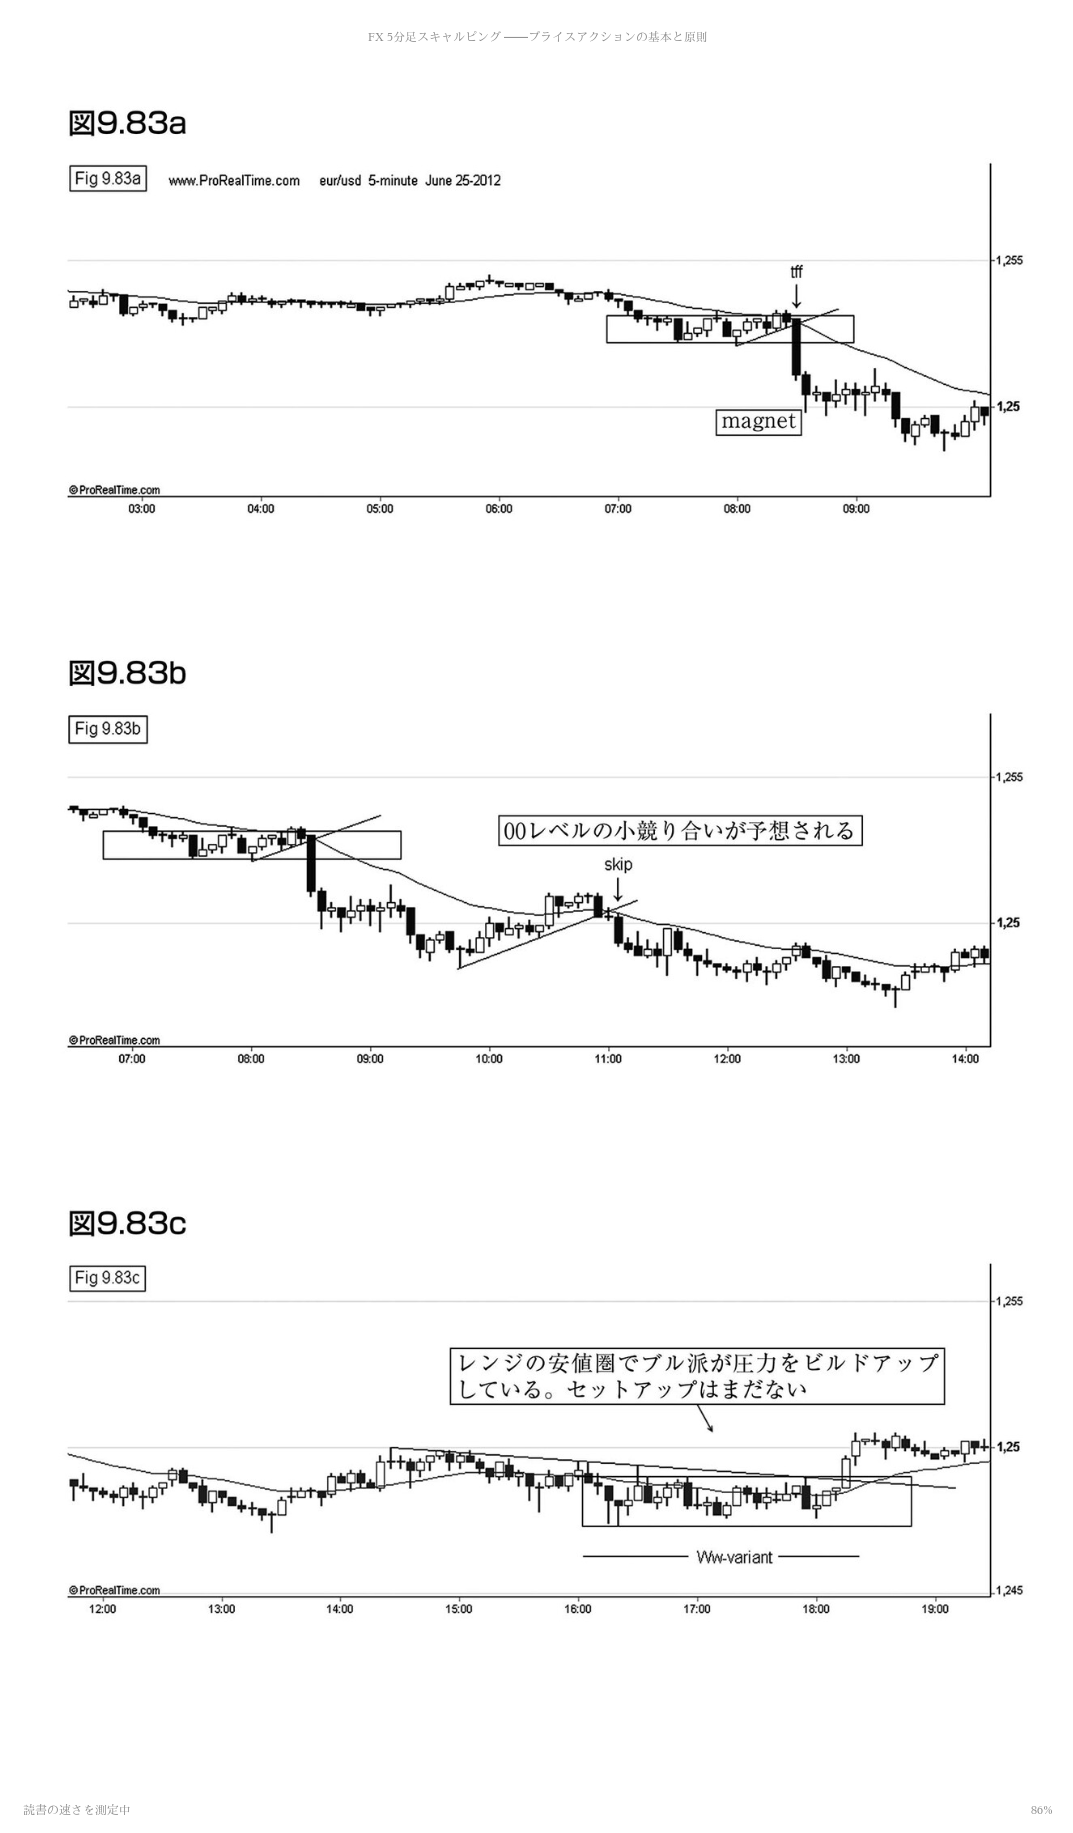 FX 5分足スキャルピング ――プライスアクションの基本と原則
図9.83a
Fig 9.83a www.ProRealTime.com eur/usd 5-minute June 25-2012
1,255
tff
1,25
magnet
©ProRealTime.com
03:00 04:00 05:00 06:00 07:00 08:00 09:00
図9.83b
Fig 9.83b
1,255
00レベルの小競り合いが予想される
skip
1,25
©ProRealTime.com
07:00 08:00 09:00 10:00 11:00 12:00 13:00 14:00
図9.83c
Fig 9.83c
1,255
レンジの安値圏でブル派が圧力をビルドアップ
している。セットアップはまだない
1,25
Ww-variant
©ProRealTime.com
1,245
12:00 13:00 14:00 15:00 16:00 17:00 18:00 19:00
読書の速さを測定中 86%